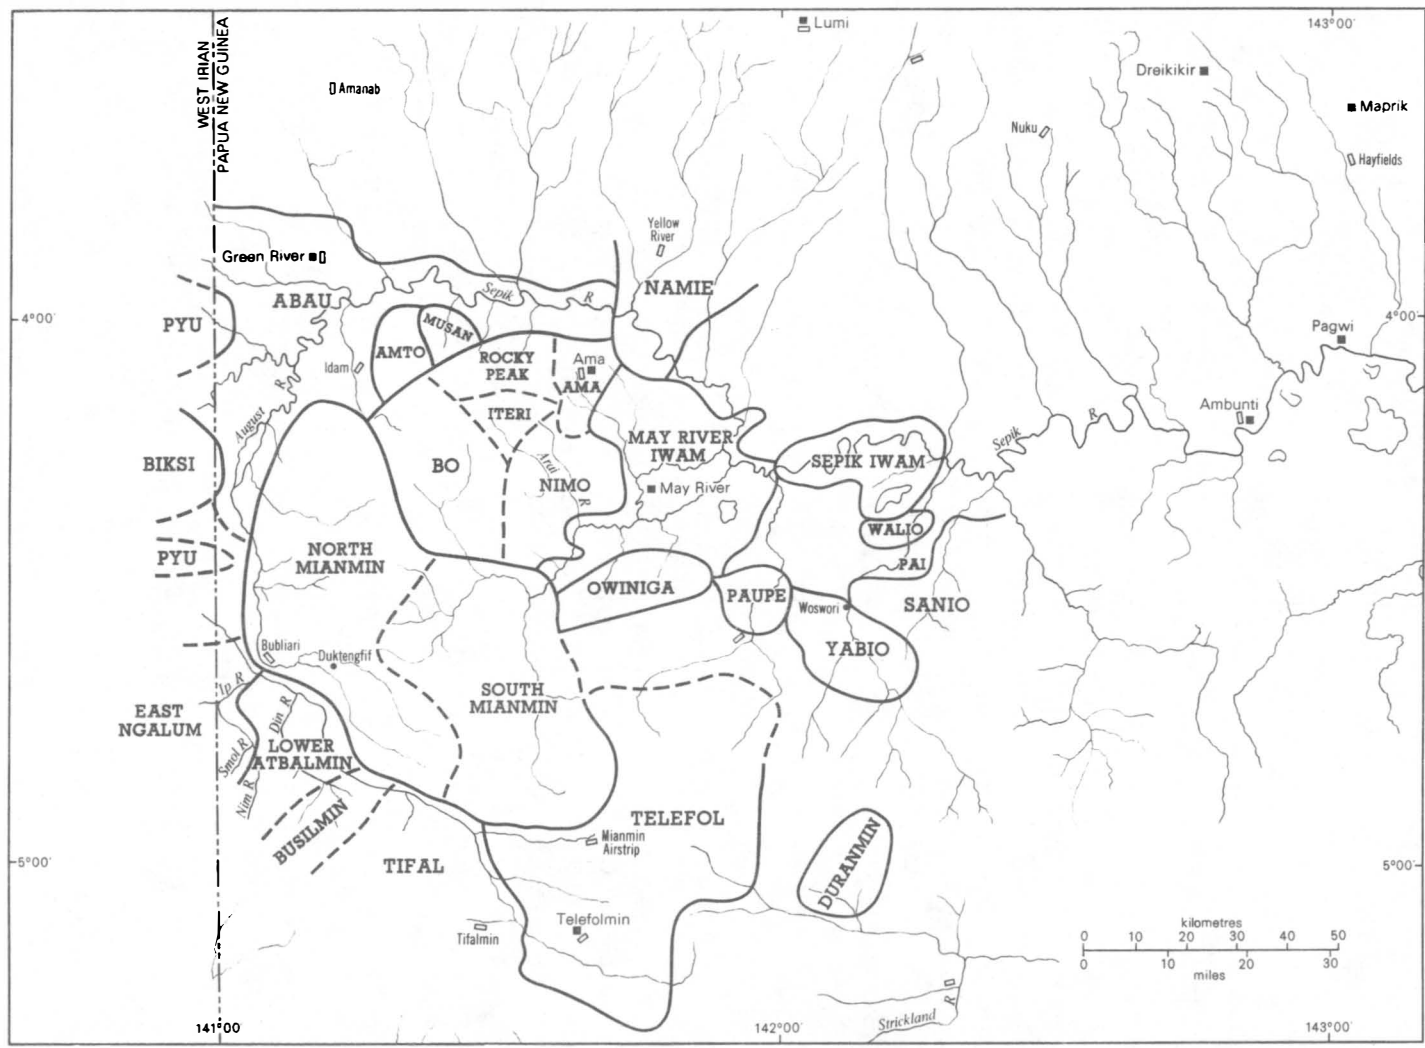 Lumi
143°00'
WEST IRIAN
PAPUA NEW GUINEA
Dreikikir
Amanab
Maprik
Nuku
Hayfields
Yellow
River
Green River
NAMIE
ABAU
Sepik
R
PYU
4°00'
MUSAN
4°00'
Pagwi
AMTO
ROCKY
PEAK
Ama
Idam
AMA
R
ITERI
Ambunti
August
R
MAY RIVER
IWAM
Sepik
BIKSI
BO
Arai
SEPIK IWAM
NIMO
May River
R
WALIO
NORTH
MIANMIN
PYU
PAI
OWINIGA
PAUPE
Woswori
SANIO
Bubliari
Duktengfif
YABIO
Ip R
SOUTH
MIANMIN
EAST
NGALUM
Din R
Smol R
LOWER
ATBALMIN
Nim R
BUSILMIN
TELEFOL
Mianmin
Airstrip
DURANMIN
5°00'
TIFAL
5°00'
Telefolmin
Tifalmin
kilometres
0 10 20 30 40 50
0 10 20 30
miles
R
Strickland
141°00
142°00'
143°00'